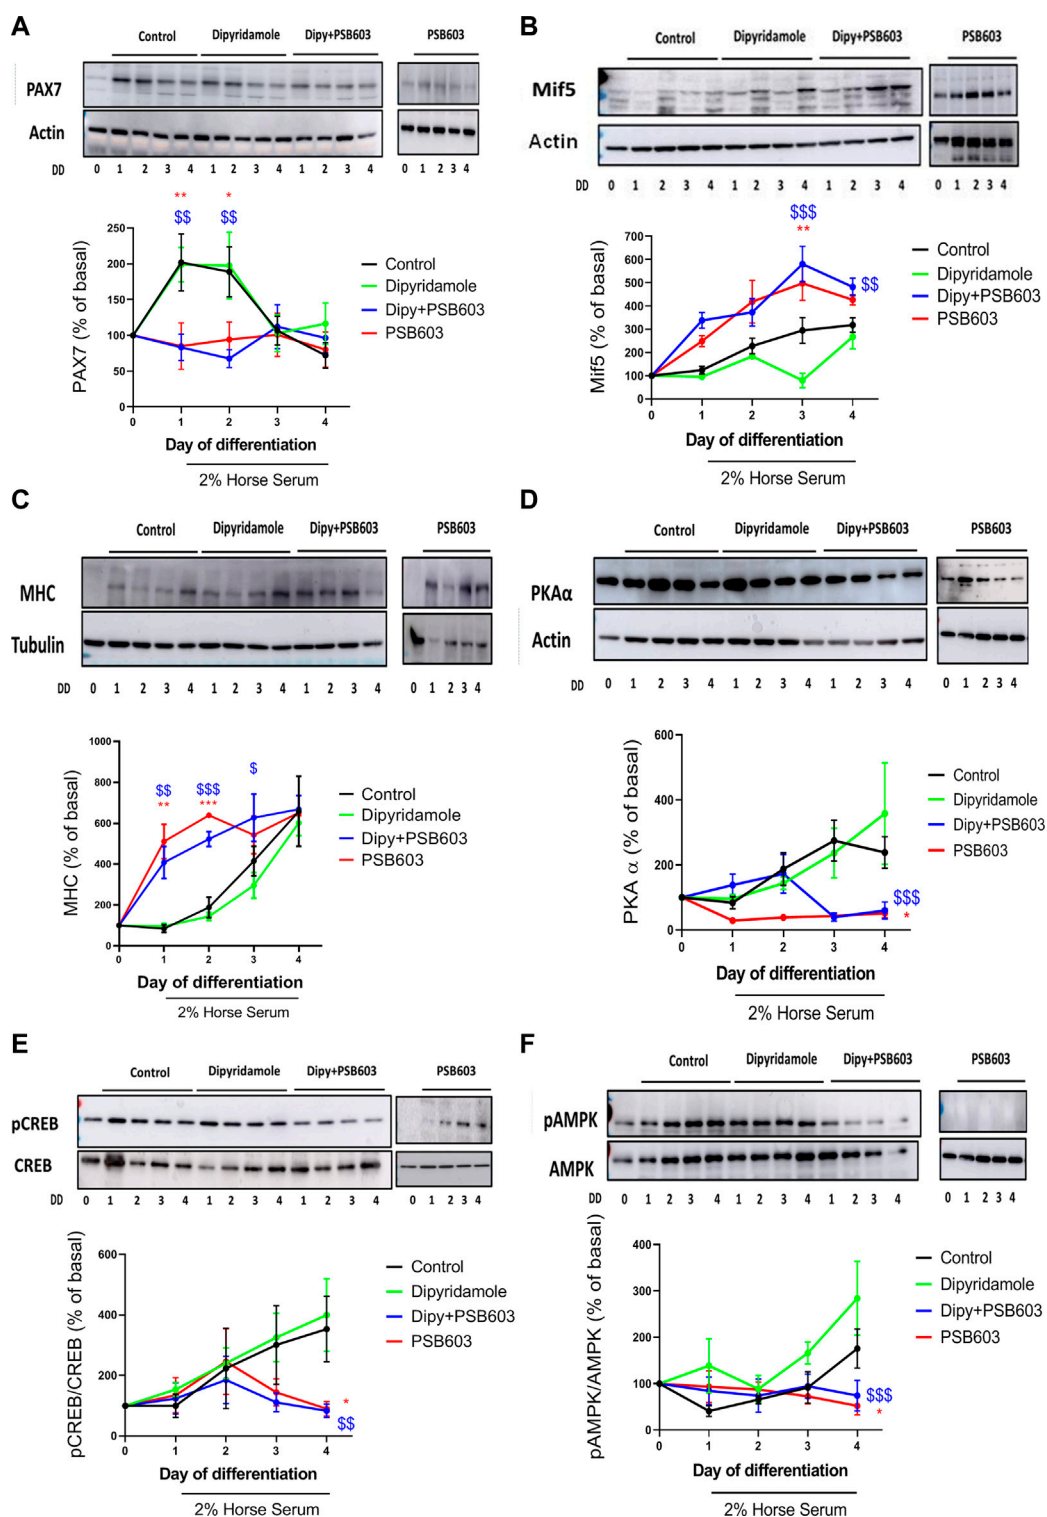 A
Control Dipyridamole Dipy+PSB603 PSB603
PAX7
Actin
DD 0 1 2 3 4 1 2 3 4 1 2 3 4 0 1 2 3 4
** *
$$ $$
PAX7 (% of basal)
250
200
150
100
50
0
0 1 2 3 4
Day of differentiation
2% Horse Serum
Control
Dipyridamole
Dipy+PSB603
PSB603
B
Control Dipyridamole Dipy+PSB603 PSB603
Mif5
Actin
DD 0 1 2 3 4 1 2 3 4 1 2 3 4 0 1 2 3 4
$$$
**
$$
Mif5 (% of basal)
700
600
500
400
300
200
100
0
0 1 2 3 4
Day of differentiation
2% Horse Serum
Control
Dipyridamole
Dipy+PSB603
PSB603
C
Control Dipyridamole Dipy+PSB603 PSB603
MHC
Tubulin
DD 0 1 2 3 4 1 2 3 4 1 2 3 4 0 1 2 3 4
$$ $$$ $
** ***
MHC (% of basal)
1000
800
600
400
200
0
0 1 2 3 4
Day of differentiation
2% Horse Serum
Control
Dipyridamole
Dipy+PSB603
PSB603
D
Control Dipyridamole Dipy+PSB603 PSB603
PKAα
Actin
DD 0 1 2 3 4 1 2 3 4 1 2 3 4 0 1 2 3 4
$$$
*
PKA α (% of basal)
600
400
200
0
0 1 2 3 4
Day of differentiation
2% Horse Serum
Control
Dipyridamole
Dipy+PSB603
PSB603
E
Control Dipyridamole Dipy+PSB603 PSB603
pCREB
CREB
DD 0 1 2 3 4 1 2 3 4 1 2 3 4 0 1 2 3 4
*
$$
pCREB/CREB (% of basal)
600
400
200
0
0 1 2 3 4
Day of differentiation
2% Horse Serum
Control
Dipyridamole
Dipy+PSB603
PSB603
F
Control Dipyridamole Dipy+PSB603 PSB603
pAMPK
AMPK
DD 0 1 2 3 4 1 2 3 4 1 2 3 4 0 1 2 3 4
$$$
*
pAMPK/AMPK (% of basal)
400
300
200
100
0
0 1 2 3 4
Day of differentiation
2% Horse Serum
Control
Dipyridamole
Dipy+PSB603
PSB603